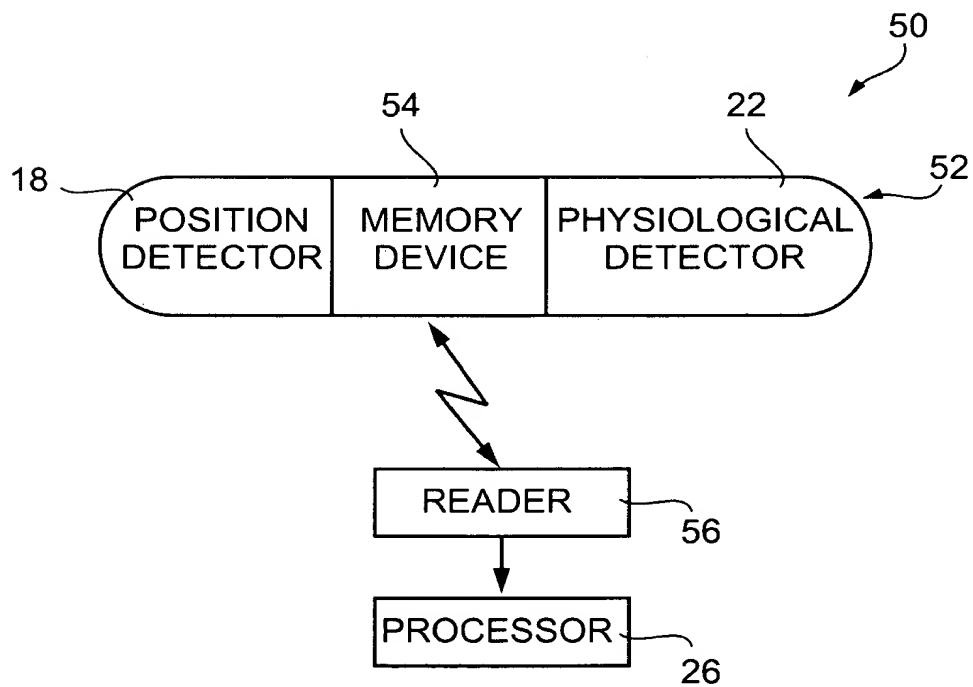 50
54
22
18
52
POSITION DETECTOR
MEMORY DEVICE
PHYSIOLOGICAL DETECTOR
READER
56
PROCESSOR
26